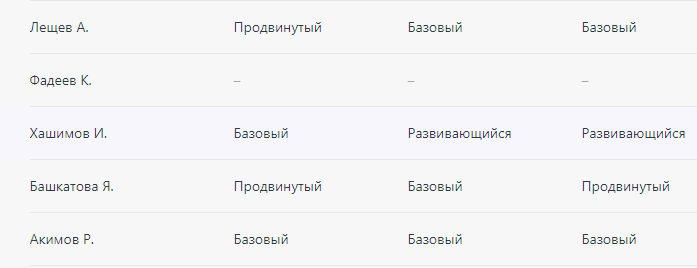 Лещев А. Продвинутый Базовый Базовый
Фадеев К. – – –
Хашимов И. Базовый Развивающийся Развивающийся
Башкатова Я. Продвинутый Базовый Продвинутый
Акимов Р. Базовый Базовый Базовый